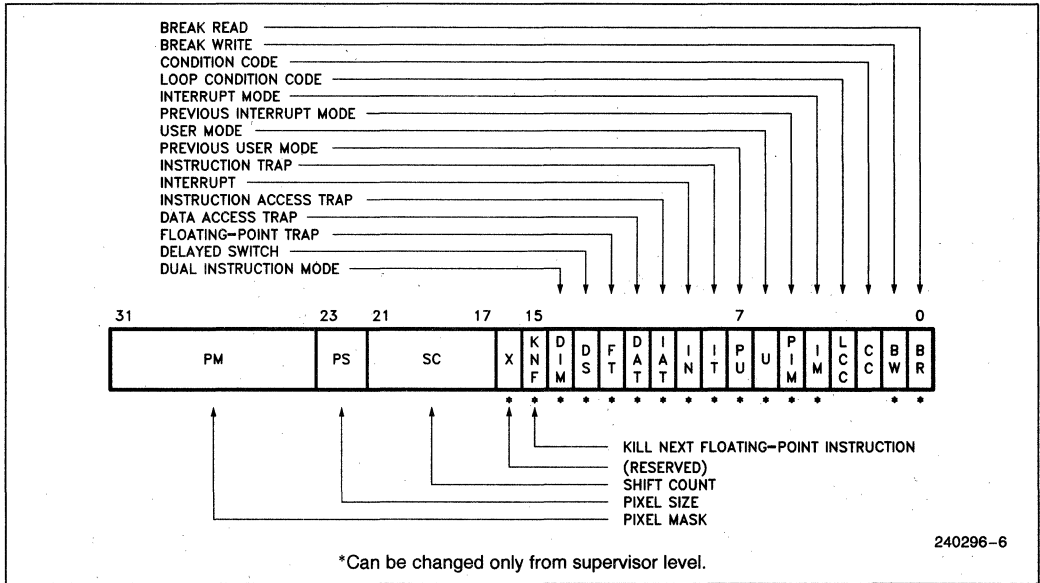 BREAK READ
BREAK WRITE
CONDITION CODE
LOOP CONDITION CODE
INTERRUPT MODE
PREVIOUS INTERRUPT MODE
USER MODE
PREVIOUS USER MODE
INSTRUCTION TRAP
INTERRUPT
INSTRUCTION ACCESS TRAP
DATA ACCESS TRAP
FLOATING-POINT TRAP
DELAYED SWITCH
DUAL INSTRUCTION MODE
31 23 21 17 15 7 0
PM PS SC X KNF DIM DS FT DAT IAT IN IT PU U PIM IM LCC CC BW BR
* * * * * * * * * * * * * * *
KILL NEXT FLOATING-POINT INSTRUCTION
(RESERVED)
SHIFT COUNT
PIXEL SIZE
PIXEL MASK
240296-6
*Can be changed only from supervisor level.